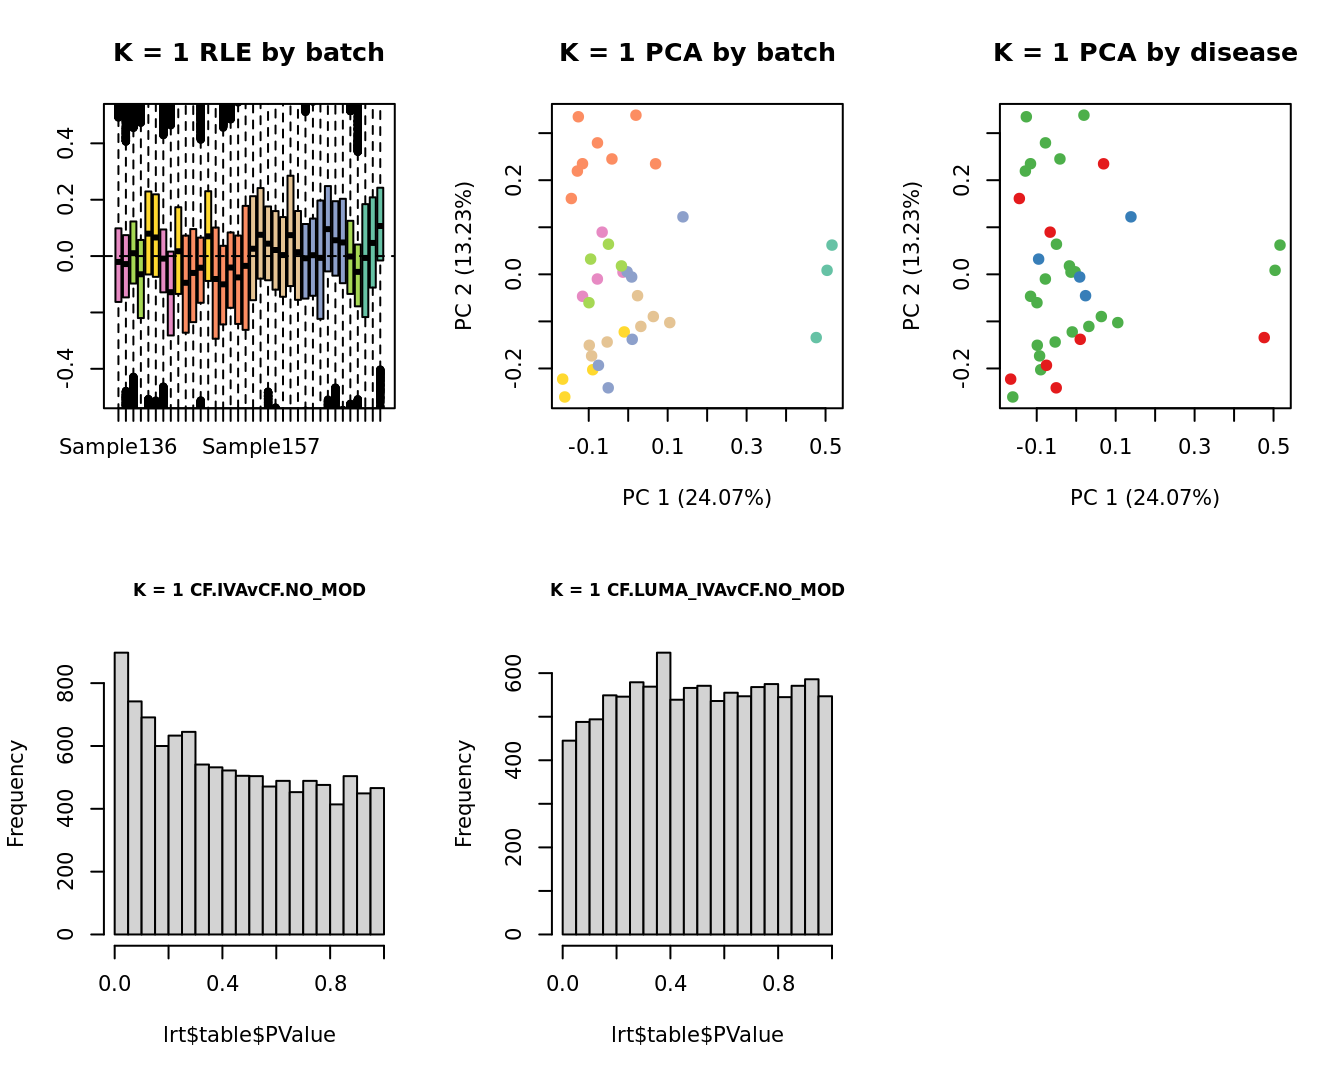 K = 1 RLE by batch
0.4
0.2
0.0
-0.4
Sample136 Sample157
K = 1 PCA by batch
PC 2 (13.23%)
0.2
0.0
-0.2
-0.1 0.1 0.3 0.5
PC 1 (24.07%)
K = 1 PCA by disease
PC 2 (13.23%)
0.2
0.0
-0.2
-0.1 0.1 0.3 0.5
PC 1 (24.07%)
K = 1 CF.IVAvCF.NO_MOD
Frequency
800
600
400
200
0
0.0 0.4 0.8
lrt$table$PValue
K = 1 CF.LUMA_IVAvCF.NO_MOD
Frequency
600
400
200
0
0.0 0.4 0.8
lrt$table$PValue